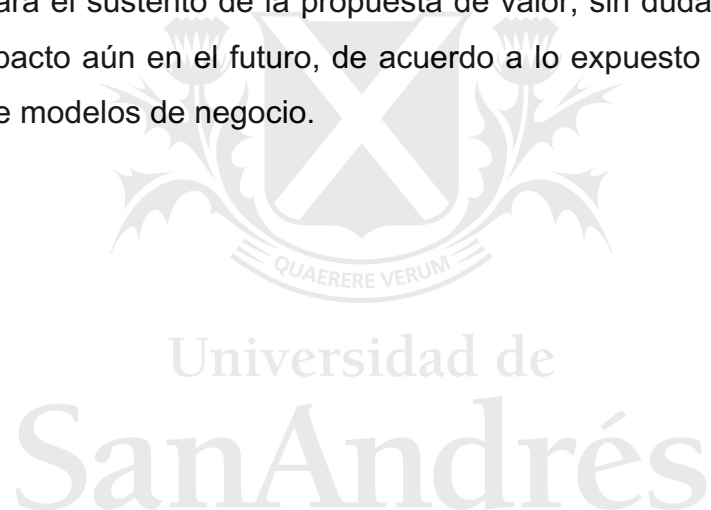 ara el sustento de la propuesta de valor, sin duda
pacto aún en el futuro, de acuerdo a lo expuesto
e modelos de negocio.
QUAERERE VERUM
Universidad de
SanAndrés